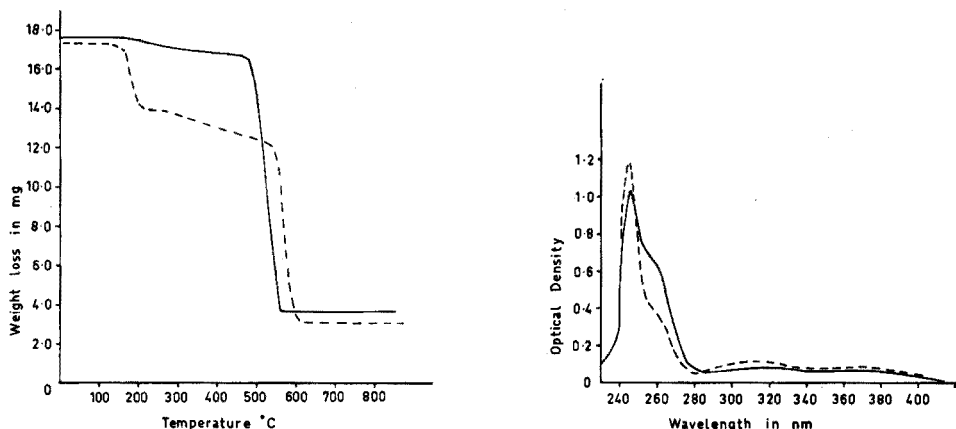 18·0
16·0
14·0
12·0
10·0
8·0
6·0
4·0
2·0
0
Weight loss in mg
100 200 300 400 500 600 700 800
Temperature °C
1·2
1·0
0·8
0·6
0·4
0·2
0
Optical Density
240 260 280 300 320 340 360 380 400
Wavelength in nm